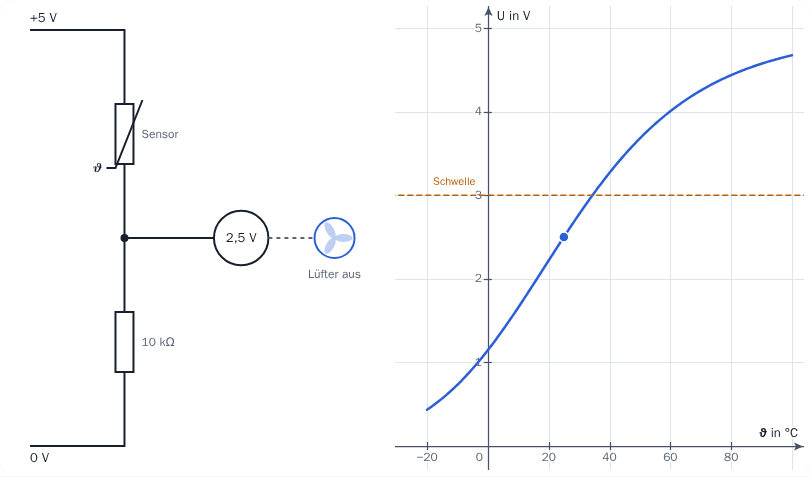 +5 V
Sensor
ϑ
2,5 V
Lüfter aus
10 kΩ
0 V
U in V
5
4
Schwelle
3
2
1
ϑ in °C
−20
0
20
40
60
80